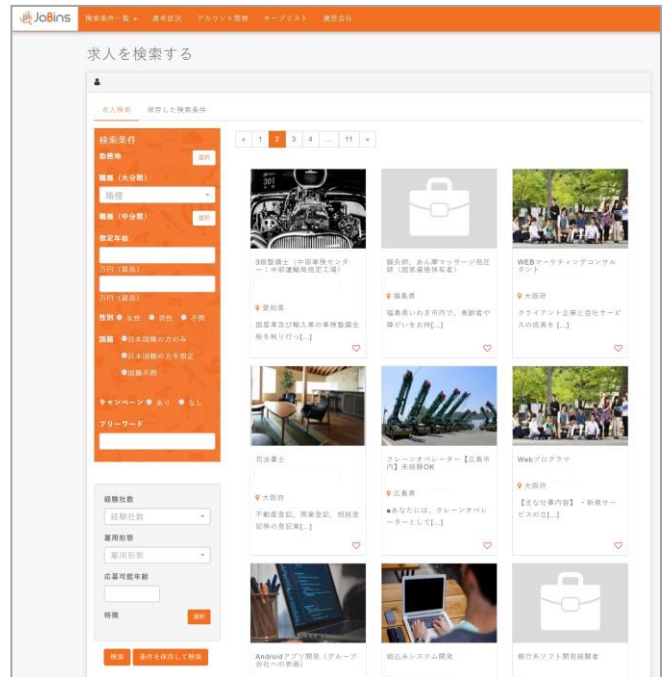 JoBins
検索条件一覧 選考状況 アカウント管理 キープリスト 運営会社
求人を検索する
求人検索 保存した検索条件
検索条件
勤務地 選択
職種（大分類）
職種
職種（中分類） 選択
想定年収
万円（最低）
万円（最高）
性別 女性 男性 不問
国籍 日本国籍の方のみ
日本国籍の方を想定
国籍不問
キャンペーン あり なし
フリーワード
経験社数
経験社数
雇用形態
雇用形態
応募可能年齢
特徴 選択
検索 条件を保存して検索
« 1 2 3 4 ... 11 »
3級整備士（中部車検センタ
ー：中部運輸局指定工場）
愛知県
国産車及び輸入車の車検整備全
般を執り行っ[...]
鍼灸師、あん摩マッサージ指圧
師（国家資格保有者）
福島県
福島県いわき市内で、高齢者や
障がいをお持[...]
WEBマーケティングコンサル
タント
大阪府
クライアント企業と自社サービ
スの成長を [...]
司法書士
大阪府
不動産登記、商業登記、相続登
記等の登記業[...]
クレーンオペレーター【広島市
内】未経験OK
広島県
■あなたには、クレーンオペレ
ーターとして[...]
Webプログラマ
大阪府
【主な仕事内容】 ・新規サー
ビスの立[...]
Androidアプリ開発（グループ
会社への参画）
組込みシステム開発
銀行系ソフト開発経験者